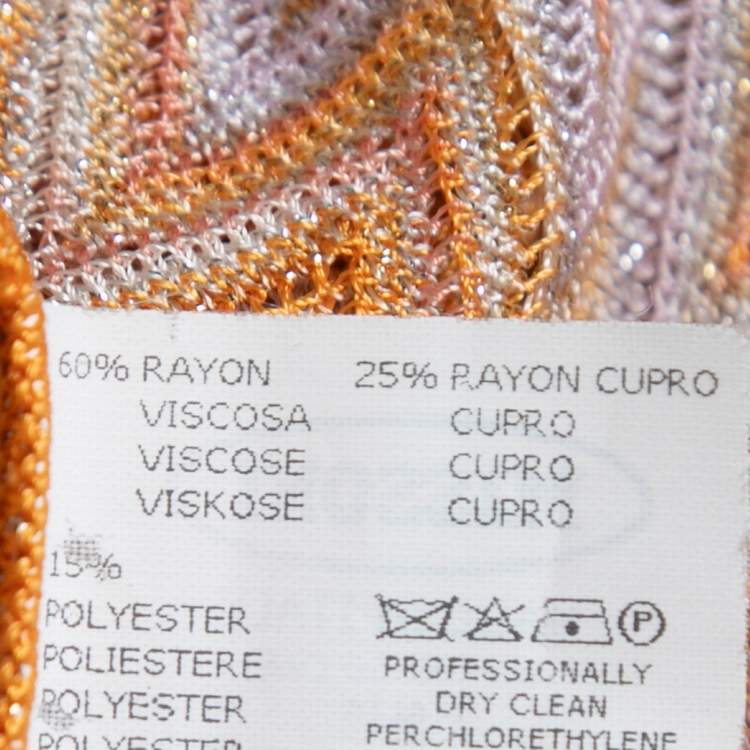 60% RAYON 25% RAYON CUPRO
VISCOSA CUPRO
VISCOSE CUPRO
VISKOSE CUPRO
15%
POLYESTER
POLIESTERE
POLYESTER
POLYESTER
P
PROFESSIONALLY
DRY CLEAN
PERCHLORETHYLENE